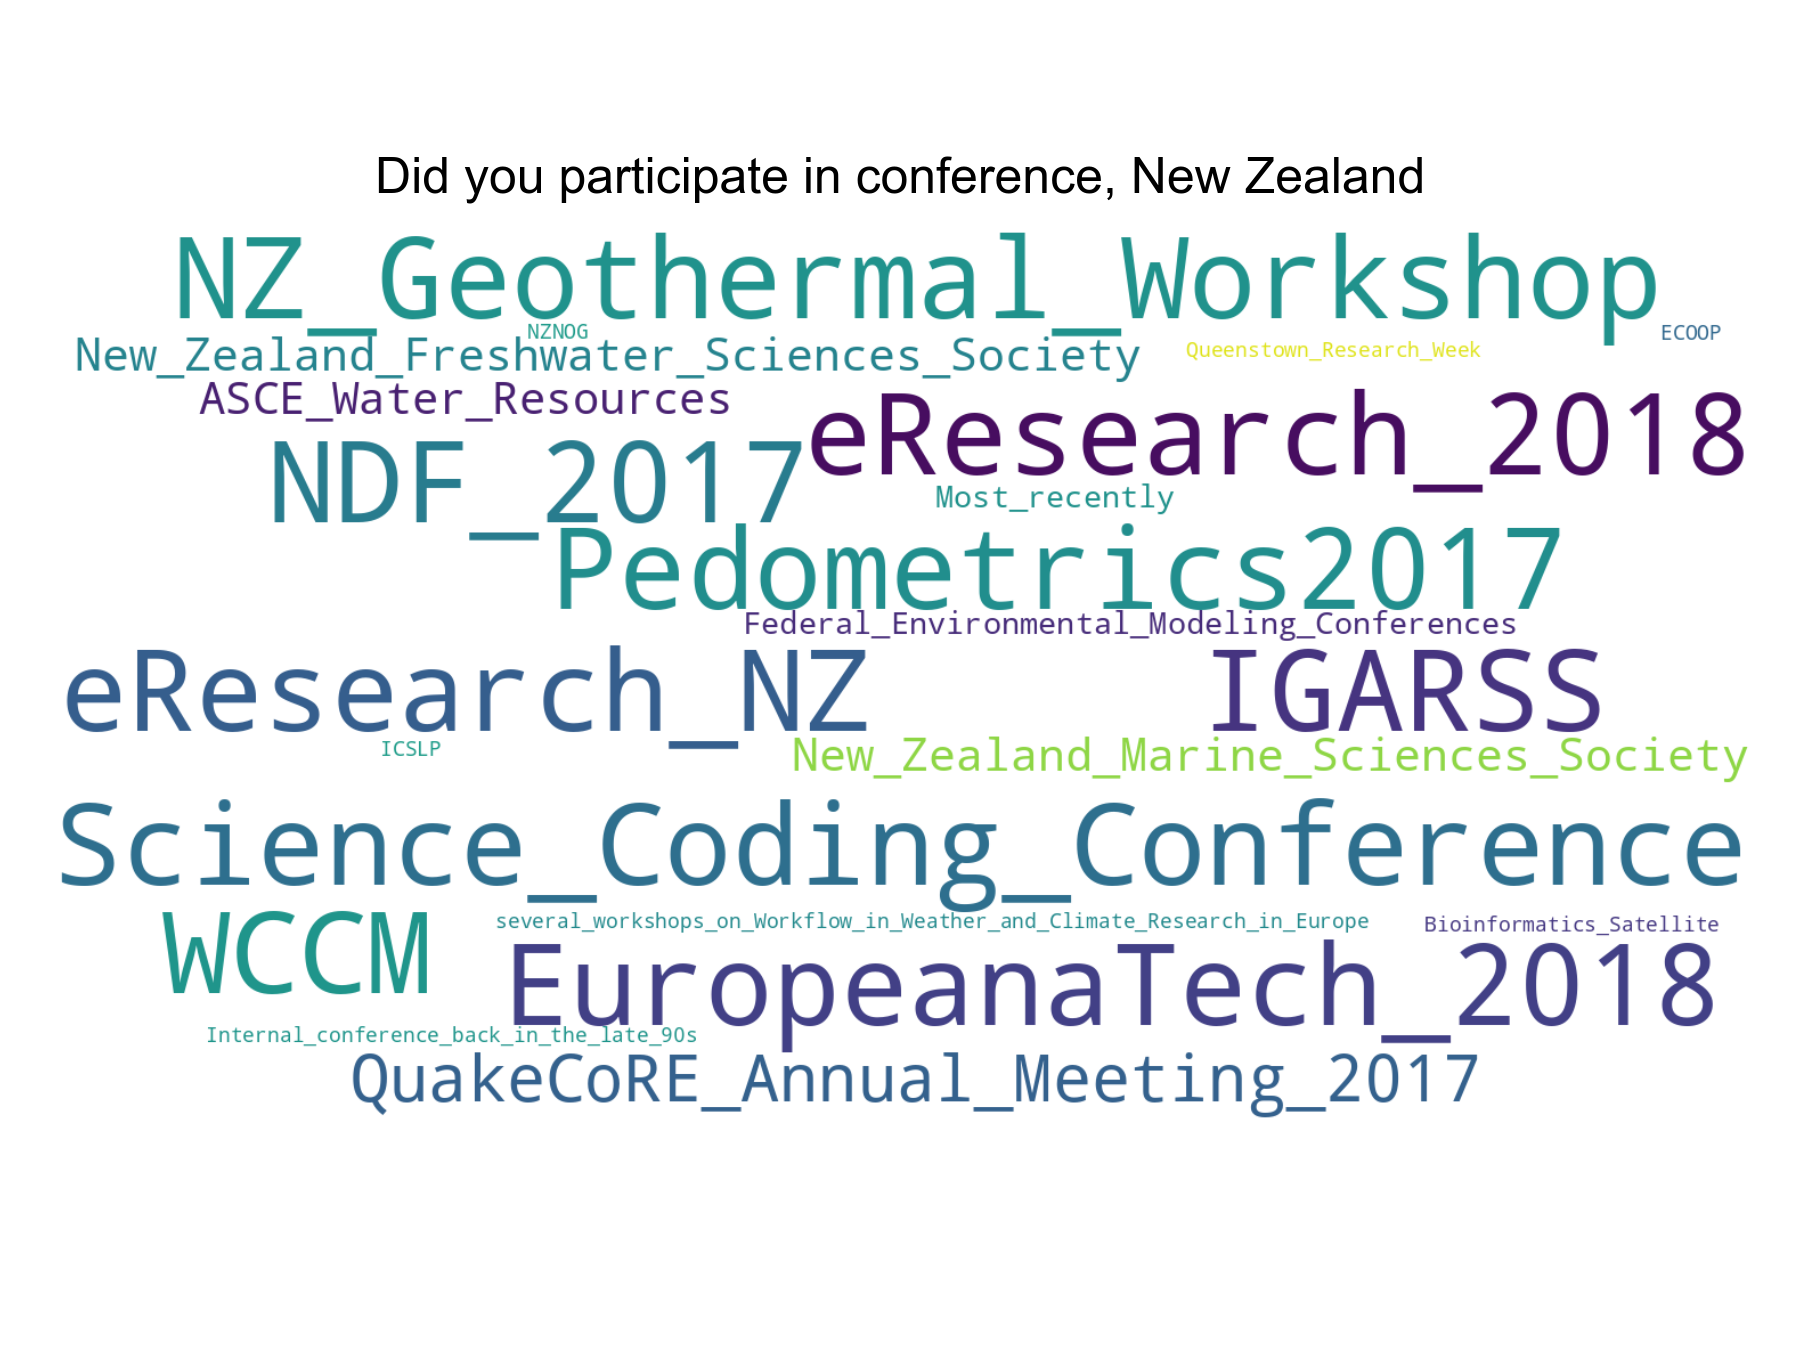 Did you participate in conference, New Zealand
NZ_Geothermal_Workshop
NZNOG
ECOOP
New_Zealand_Freshwater_Sciences_Society
Queenstown_Research_Week
ASCE_Water_Resources
eResearch_2018
NDF_2017
Most_recently
Pedometrics2017
Federal_Environmental_Modeling_Conferences
eResearch_NZ
IGARSS
ICSLP
New_Zealand_Marine_Sciences_Society
Science_Coding_Conference
WCCM
several_workshops_on_Workflow_in_Weather_and_Climate_Research_in_Europe
Bioinformatics_Satellite
EuropeanaTech_2018
Internal_conference_back_in_the_late_90s
QuakeCoRE_Annual_Meeting_2017